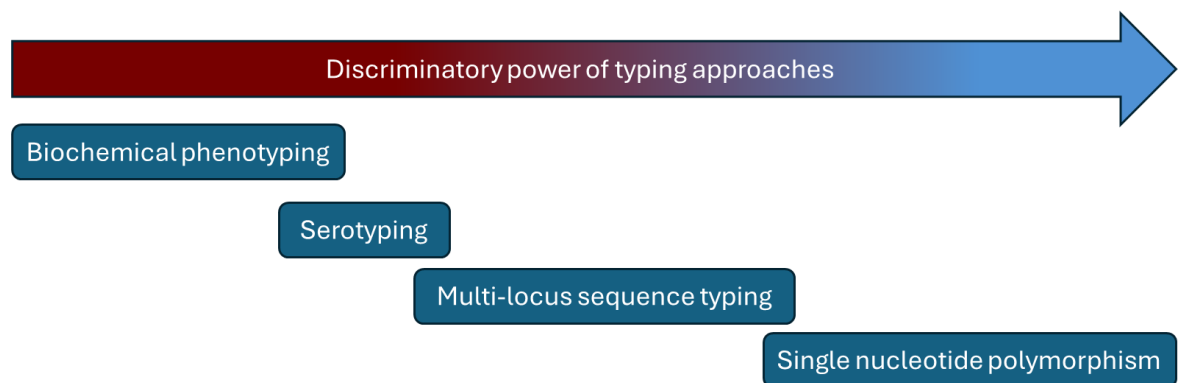 Discriminatory power of typing approaches
Biochemical phenotyping
Serotyping
Multi-locus sequence typing
Single nucleotide polymorphism